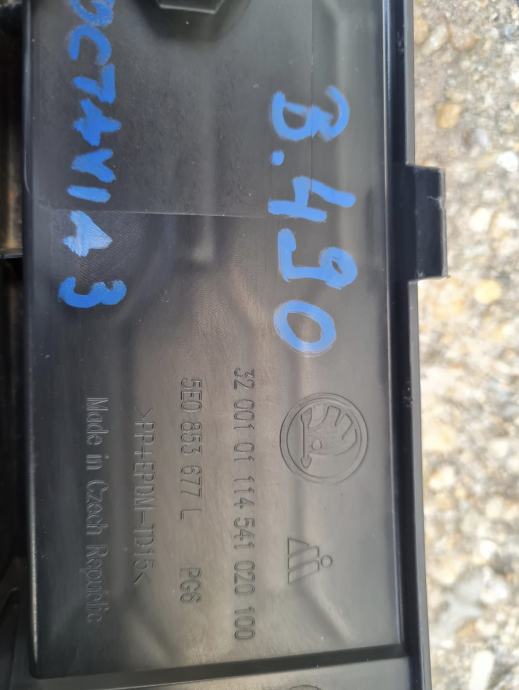 B.490
OCTAVIA 3
32 001 01 114 541 020 100
5E0 853 677 L PG6
>PP+EPDM-TD15<
Made in Czech Republic